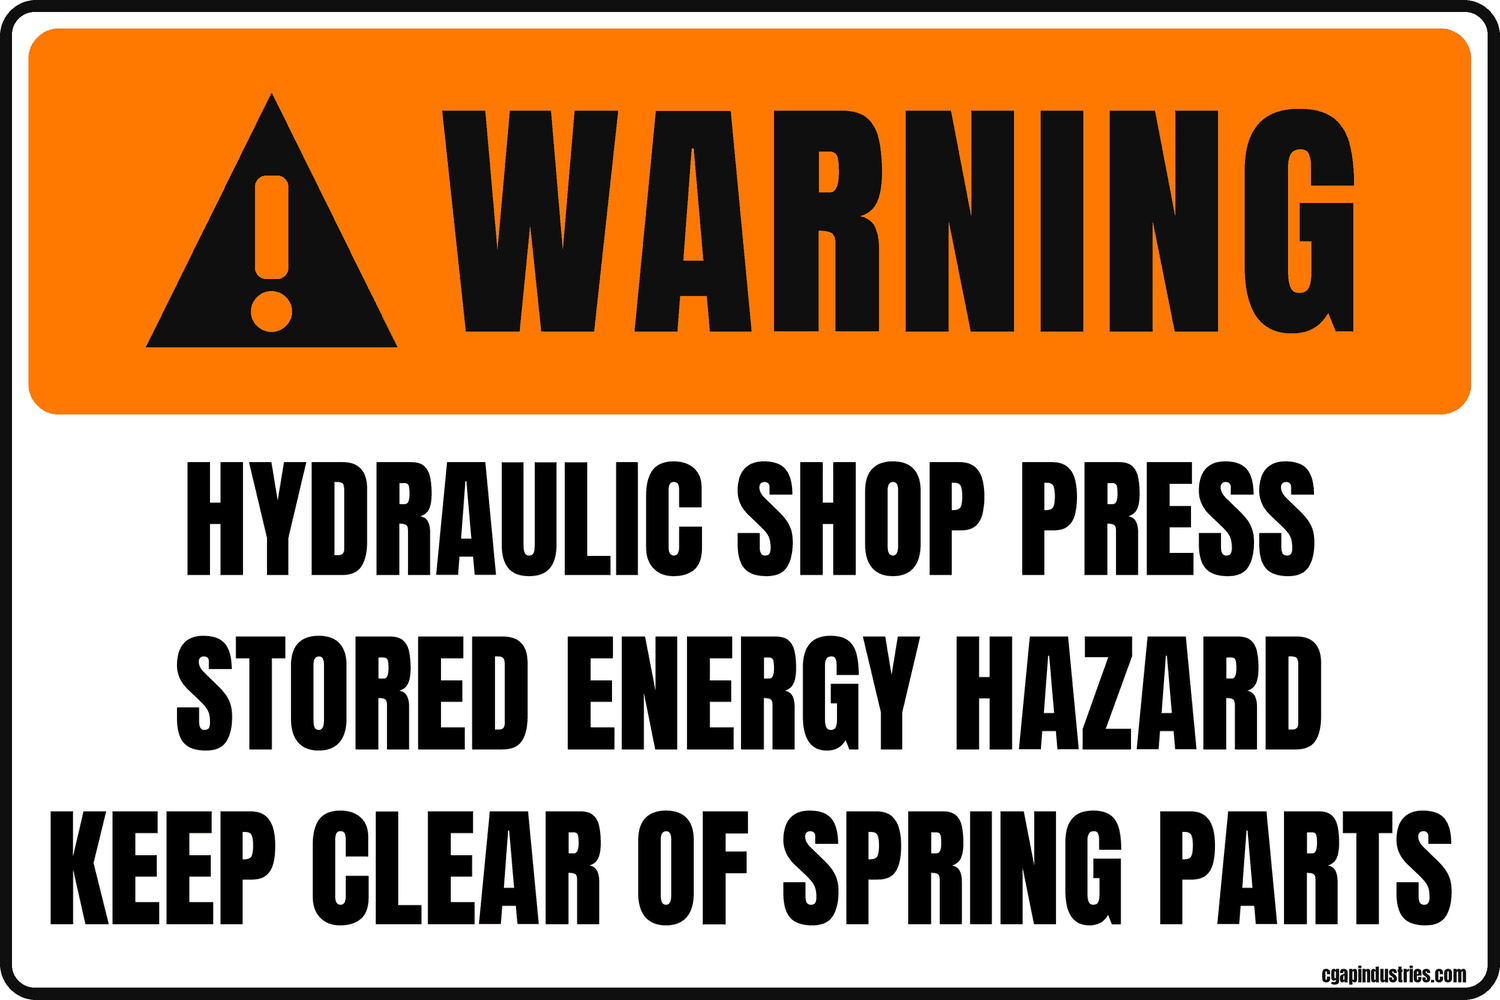 WARNING
HYDRAULIC SHOP PRESS
STORED ENERGY HAZARD
KEEP CLEAR OF SPRING PARTS
cgapindustries.com